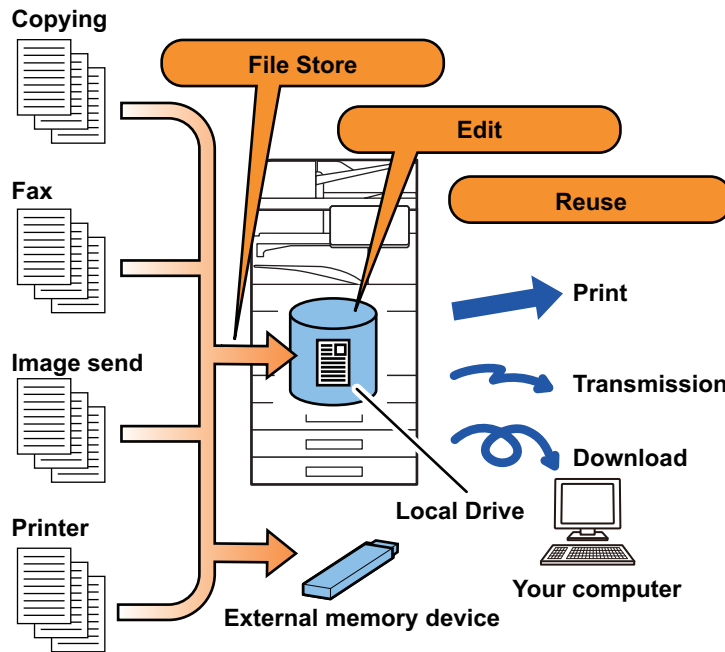 Copying
File Store
Edit
Fax
Reuse
Print
Image send
Transmission
Download
Local Drive
Printer
Your computer
External memory device